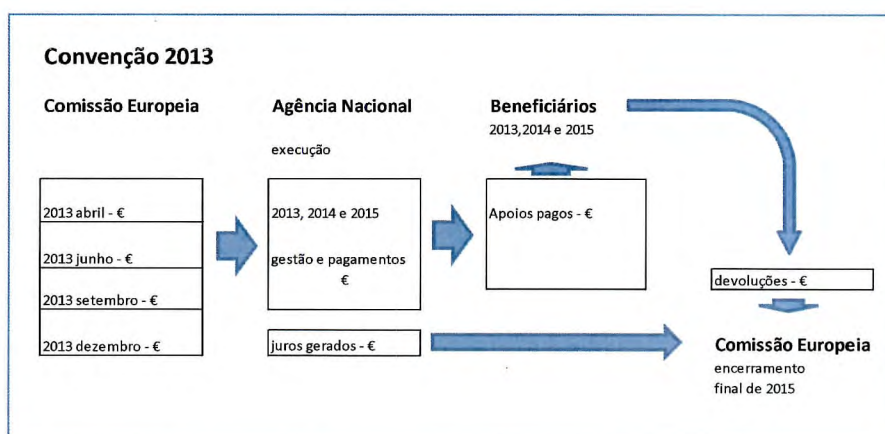 Convenção 2013
Comissão Europeia
Agência Nacional
Beneficiários
2013,2014 e 2015
execução
2013 abril - €
2013 junho - €
2013 setembro - €
2013 dezembro - €
2013, 2014 e 2015
gestão e pagamentos
€
juros gerados - €
Apoios pagos - €
devoluções - €
Comissão Europeia
encerramento
final de 2015